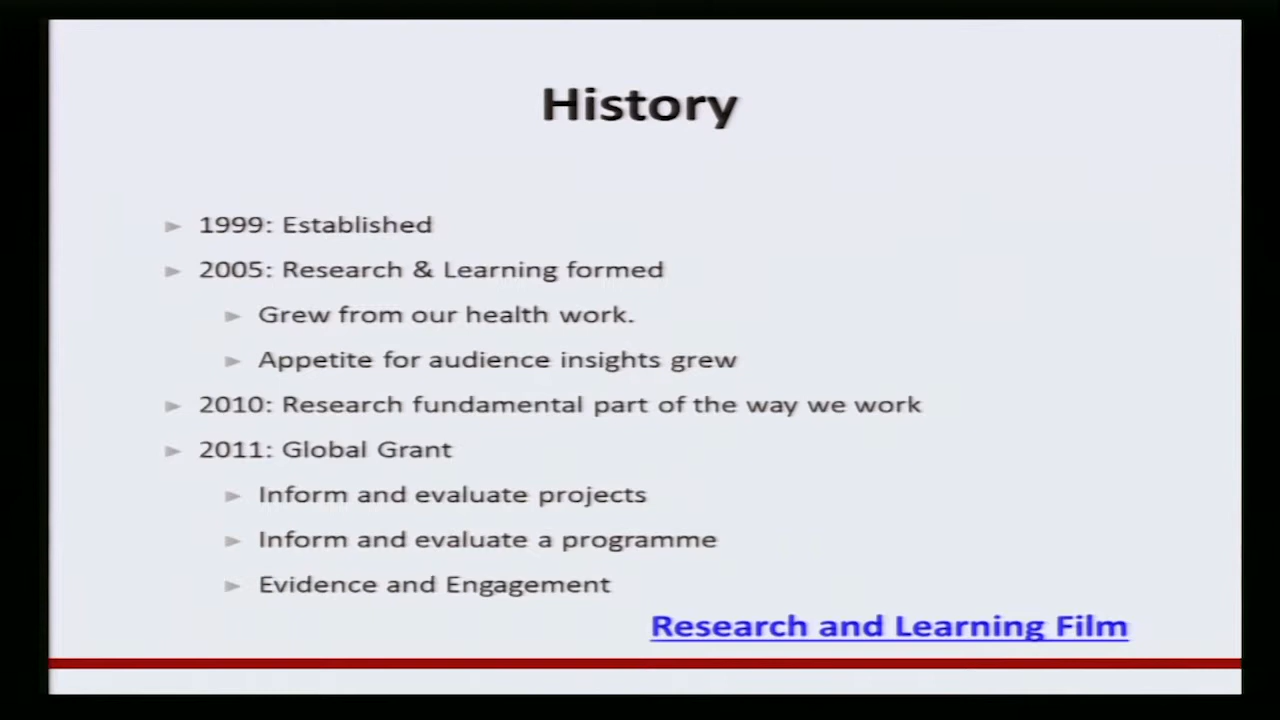 History
1999: Established
2005: Research & Learning formed
Grew from our health work.
Appetite for audience insights grew
2010: Research fundamental part of the way we work
2011: Global Grant
Inform and evaluate projects
Inform and evaluate a programme
Evidence and Engagement
Research and Learning Film